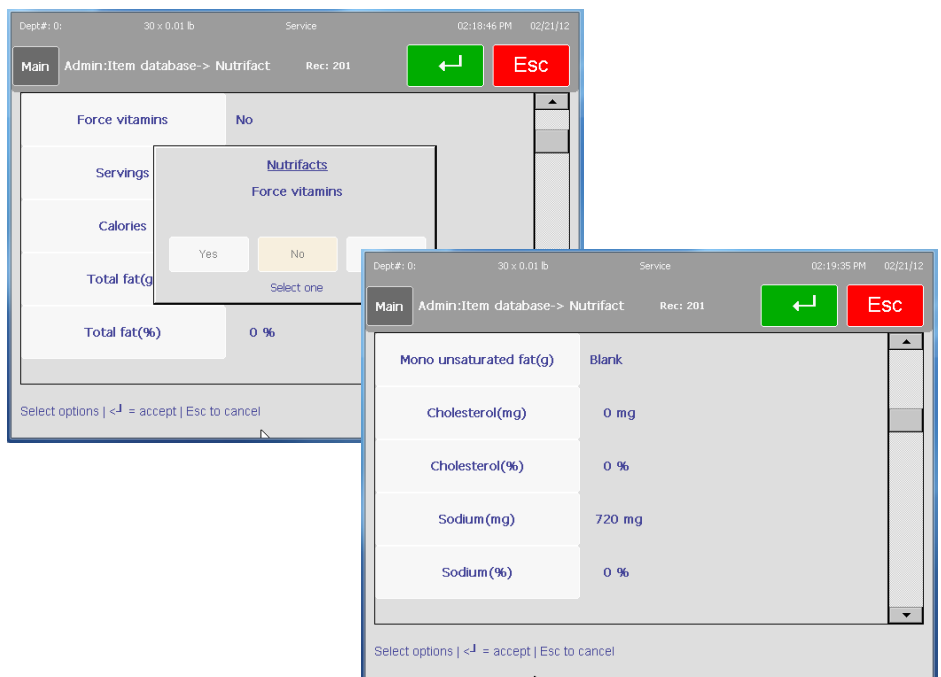 Dept#: 0: 30 x 0.01 lb Service 02:18:46 PM 02/21/12
Main Admin:Item database-> Nutrifact Rec: 201 Esc
Force vitamins No
Servings
Calories
Total fat(g
Total fat(%) 0 %
Nutrifacts
Force vitamins
Yes No
Select one
Select options | <┘ = accept | Esc to cancel
Dept#: 0: 30 x 0.01 lb Service 02:19:35 PM 02/21/12
Main Admin:Item database-> Nutrifact Rec: 201 Esc
Mono unsaturated fat(g) Blank
Cholesterol(mg) 0 mg
Cholesterol(%) 0 %
Sodium(mg) 720 mg
Sodium(%) 0 %
Select options | <┘ = accept | Esc to cancel